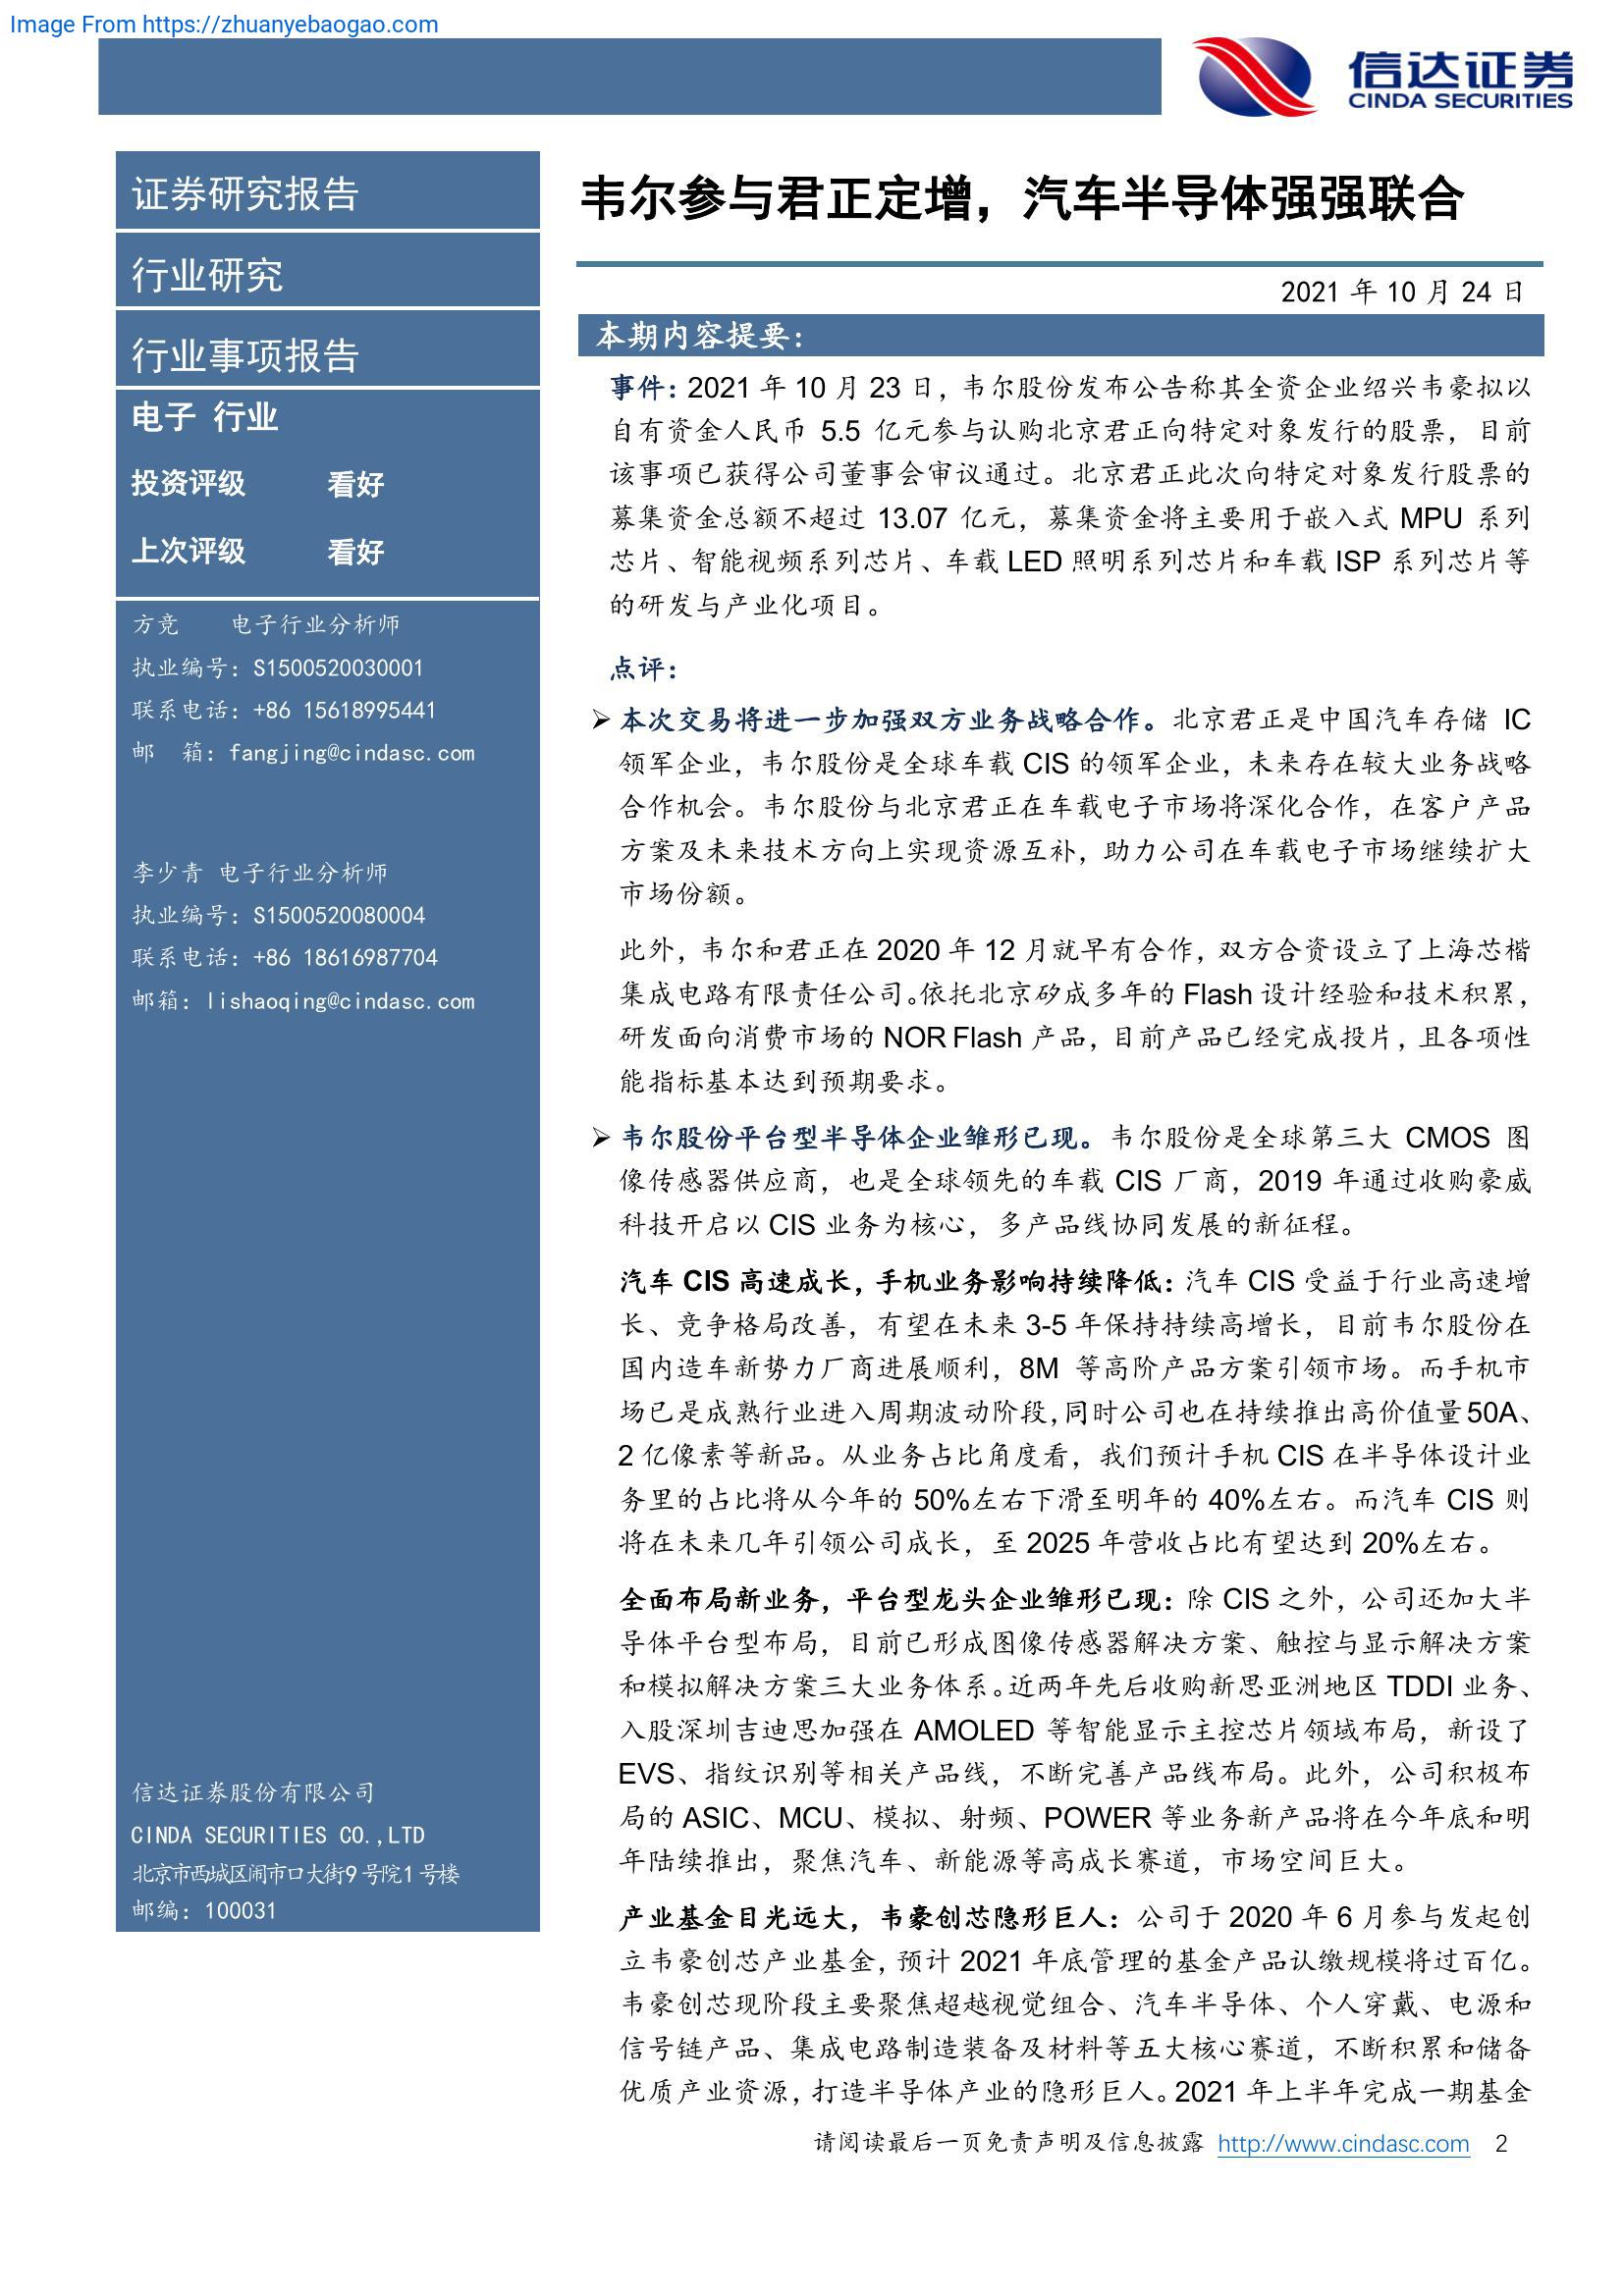 Image From https://zhuanyebaogao.com
信达证券
CINDA SECURITIES
证券研究报告
行业研究
行业事项报告
电子 行业
投资评级 看好
上次评级 看好
方竞 电子行业分析师
执业编号：S1500520030001
联系电话：+86 15618995441
邮 箱：fangjing@cindasc.com
李少青 电子行业分析师
执业编号：S1500520080004
联系电话：+86 18616987704
邮箱：lishaoqing@cindasc.com
信达证券股份有限公司
CINDA SECURITIES CO.,LTD
北京市西城区闹市口大街9号院1号楼
邮编：100031
韦尔参与君正定增，汽车半导体强强联合
2021 年 10 月 24 日
本期内容提要：
事件：2021 年 10 月 23 日，韦尔股份发布公告称其全资企业绍兴韦豪拟以
自有资金人民币 5.5 亿元参与认购北京君正向特定对象发行的股票，目前
该事项已获得公司董事会审议通过。北京君正此次向特定对象发行股票的
募集资金总额不超过 13.07 亿元，募集资金将主要用于嵌入式 MPU 系列
芯片、智能视频系列芯片、车载 LED 照明系列芯片和车载 ISP 系列芯片等
的研发与产业化项目。
点评：
➢ 本次交易将进一步加强双方业务战略合作。北京君正是中国汽车存储 IC
领军企业，韦尔股份是全球车载 CIS 的领军企业，未来存在较大业务战略
合作机会。韦尔股份与北京君正在车载电子市场将深化合作，在客户产品
方案及未来技术方向上实现资源互补，助力公司在车载电子市场继续扩大
市场份额。
此外，韦尔和君正在 2020 年 12 月就早有合作，双方合资设立了上海芯楷
集成电路有限责任公司。依托北京矽成多年的 Flash 设计经验和技术积累，
研发面向消费市场的 NOR Flash 产品，目前产品已经完成投片，且各项性
能指标基本达到预期要求。
➢ 韦尔股份平台型半导体企业雏形已现。韦尔股份是全球第三大 CMOS 图
像传感器供应商，也是全球领先的车载 CIS 厂商，2019 年通过收购豪威
科技开启以 CIS 业务为核心，多产品线协同发展的新征程。
汽车 CIS 高速成长，手机业务影响持续降低：汽车 CIS 受益于行业高速增
长、竞争格局改善，有望在未来 3-5 年保持持续高增长，目前韦尔股份在
国内造车新势力厂商进展顺利，8M 等高阶产品方案引领市场。而手机市
场已是成熟行业进入周期波动阶段，同时公司也在持续推出高价值量 50A、
2 亿像素等新品。从业务占比角度看，我们预计手机 CIS 在半导体设计业
务里的占比将从今年的 50%左右下滑至明年的 40%左右。而汽车 CIS 则
将在未来几年引领公司成长，至 2025 年营收占比有望达到 20%左右。
全面布局新业务，平台型龙头企业雏形已现：除 CIS 之外，公司还加大半
导体平台型布局，目前已形成图像传感器解决方案、触控与显示解决方案
和模拟解决方案三大业务体系。近两年先后收购新思亚洲地区 TDDI 业务、
入股深圳吉迪思加强在 AMOLED 等智能显示主控芯片领域布局，新设了
EVS、指纹识别等相关产品线，不断完善产品线布局。此外，公司积极布
局的 ASIC、MCU、模拟、射频、POWER 等业务新产品将在今年底和明
年陆续推出，聚焦汽车、新能源等高成长赛道，市场空间巨大。
产业基金目光远大，韦豪创芯隐形巨人：公司于 2020 年 6 月参与发起创
立韦豪创芯产业基金，预计 2021 年底管理的基金产品认缴规模将过百亿。
韦豪创芯现阶段主要聚焦超越视觉组合、汽车半导体、个人穿戴、电源和
信号链产品、集成电路制造装备及材料等五大核心赛道，不断积累和储备
优质产业资源，打造半导体产业的隐形巨人。2021 年上半年完成一期基金
请阅读最后一页免责声明及信息披露 http://www.cindasc.com 2